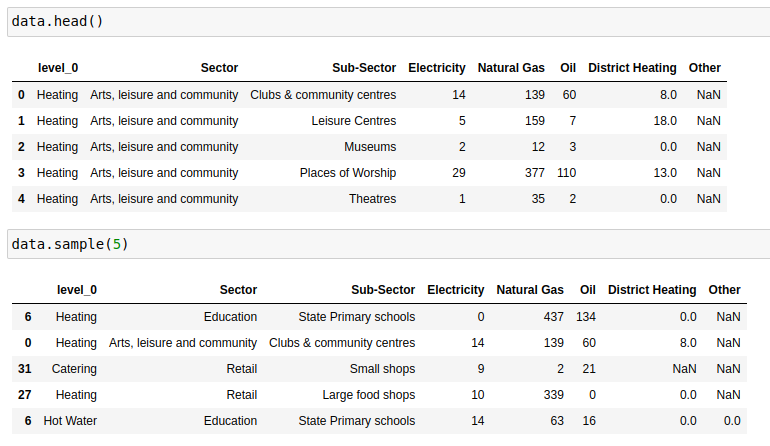 data.head()
level_0 Sector Sub-Sector Electricity Natural Gas Oil District Heating Other
0 Heating Arts, leisure and community Clubs & community centres 14 139 60 8.0 NaN
1 Heating Arts, leisure and community Leisure Centres 5 159 7 18.0 NaN
2 Heating Arts, leisure and community Museums 2 12 3 0.0 NaN
3 Heating Arts, leisure and community Places of Worship 29 377 110 13.0 NaN
4 Heating Arts, leisure and community Theatres 1 35 2 0.0 NaN
data.sample(5)
level_0 Sector Sub-Sector Electricity Natural Gas Oil District Heating Other
6 Heating Education State Primary schools 0 437 134 0.0 NaN
0 Heating Arts, leisure and community Clubs & community centres 14 139 60 8.0 NaN
31 Catering Retail Small shops 9 2 21 NaN NaN
27 Heating Retail Large food shops 10 339 0 0.0 NaN
6 Hot Water Education State Primary schools 14 63 16 0.0 0.0